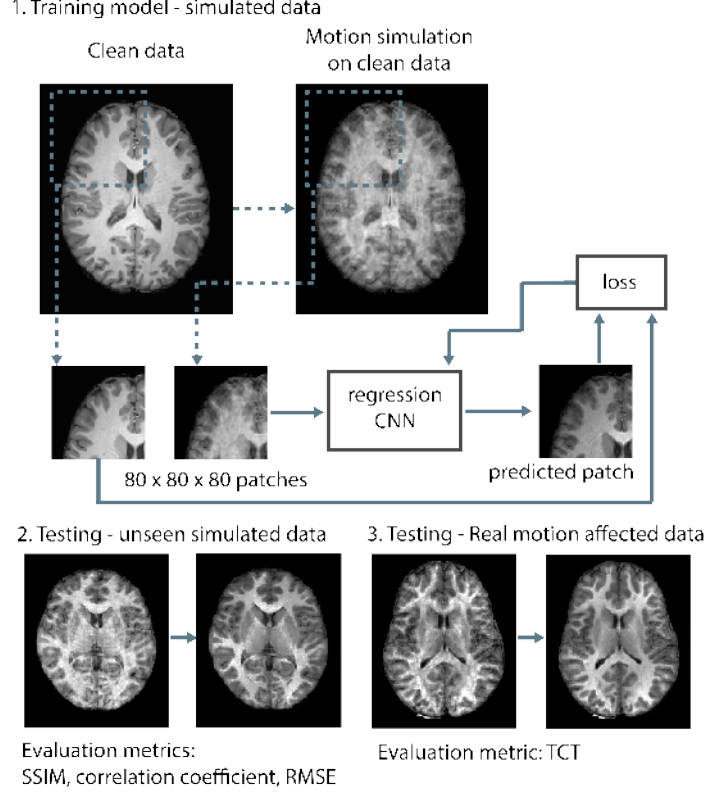 1. Training model - simulated data
Clean data
Motion simulation
on clean data
loss
regression
CNN
80 x 80 x 80 patches
predicted patch
2. Testing - unseen simulated data
3. Testing - Real motion affected data
Evaluation metrics:
SSIM, correlation coefficient, RMSE
Evaluation metric: TCT